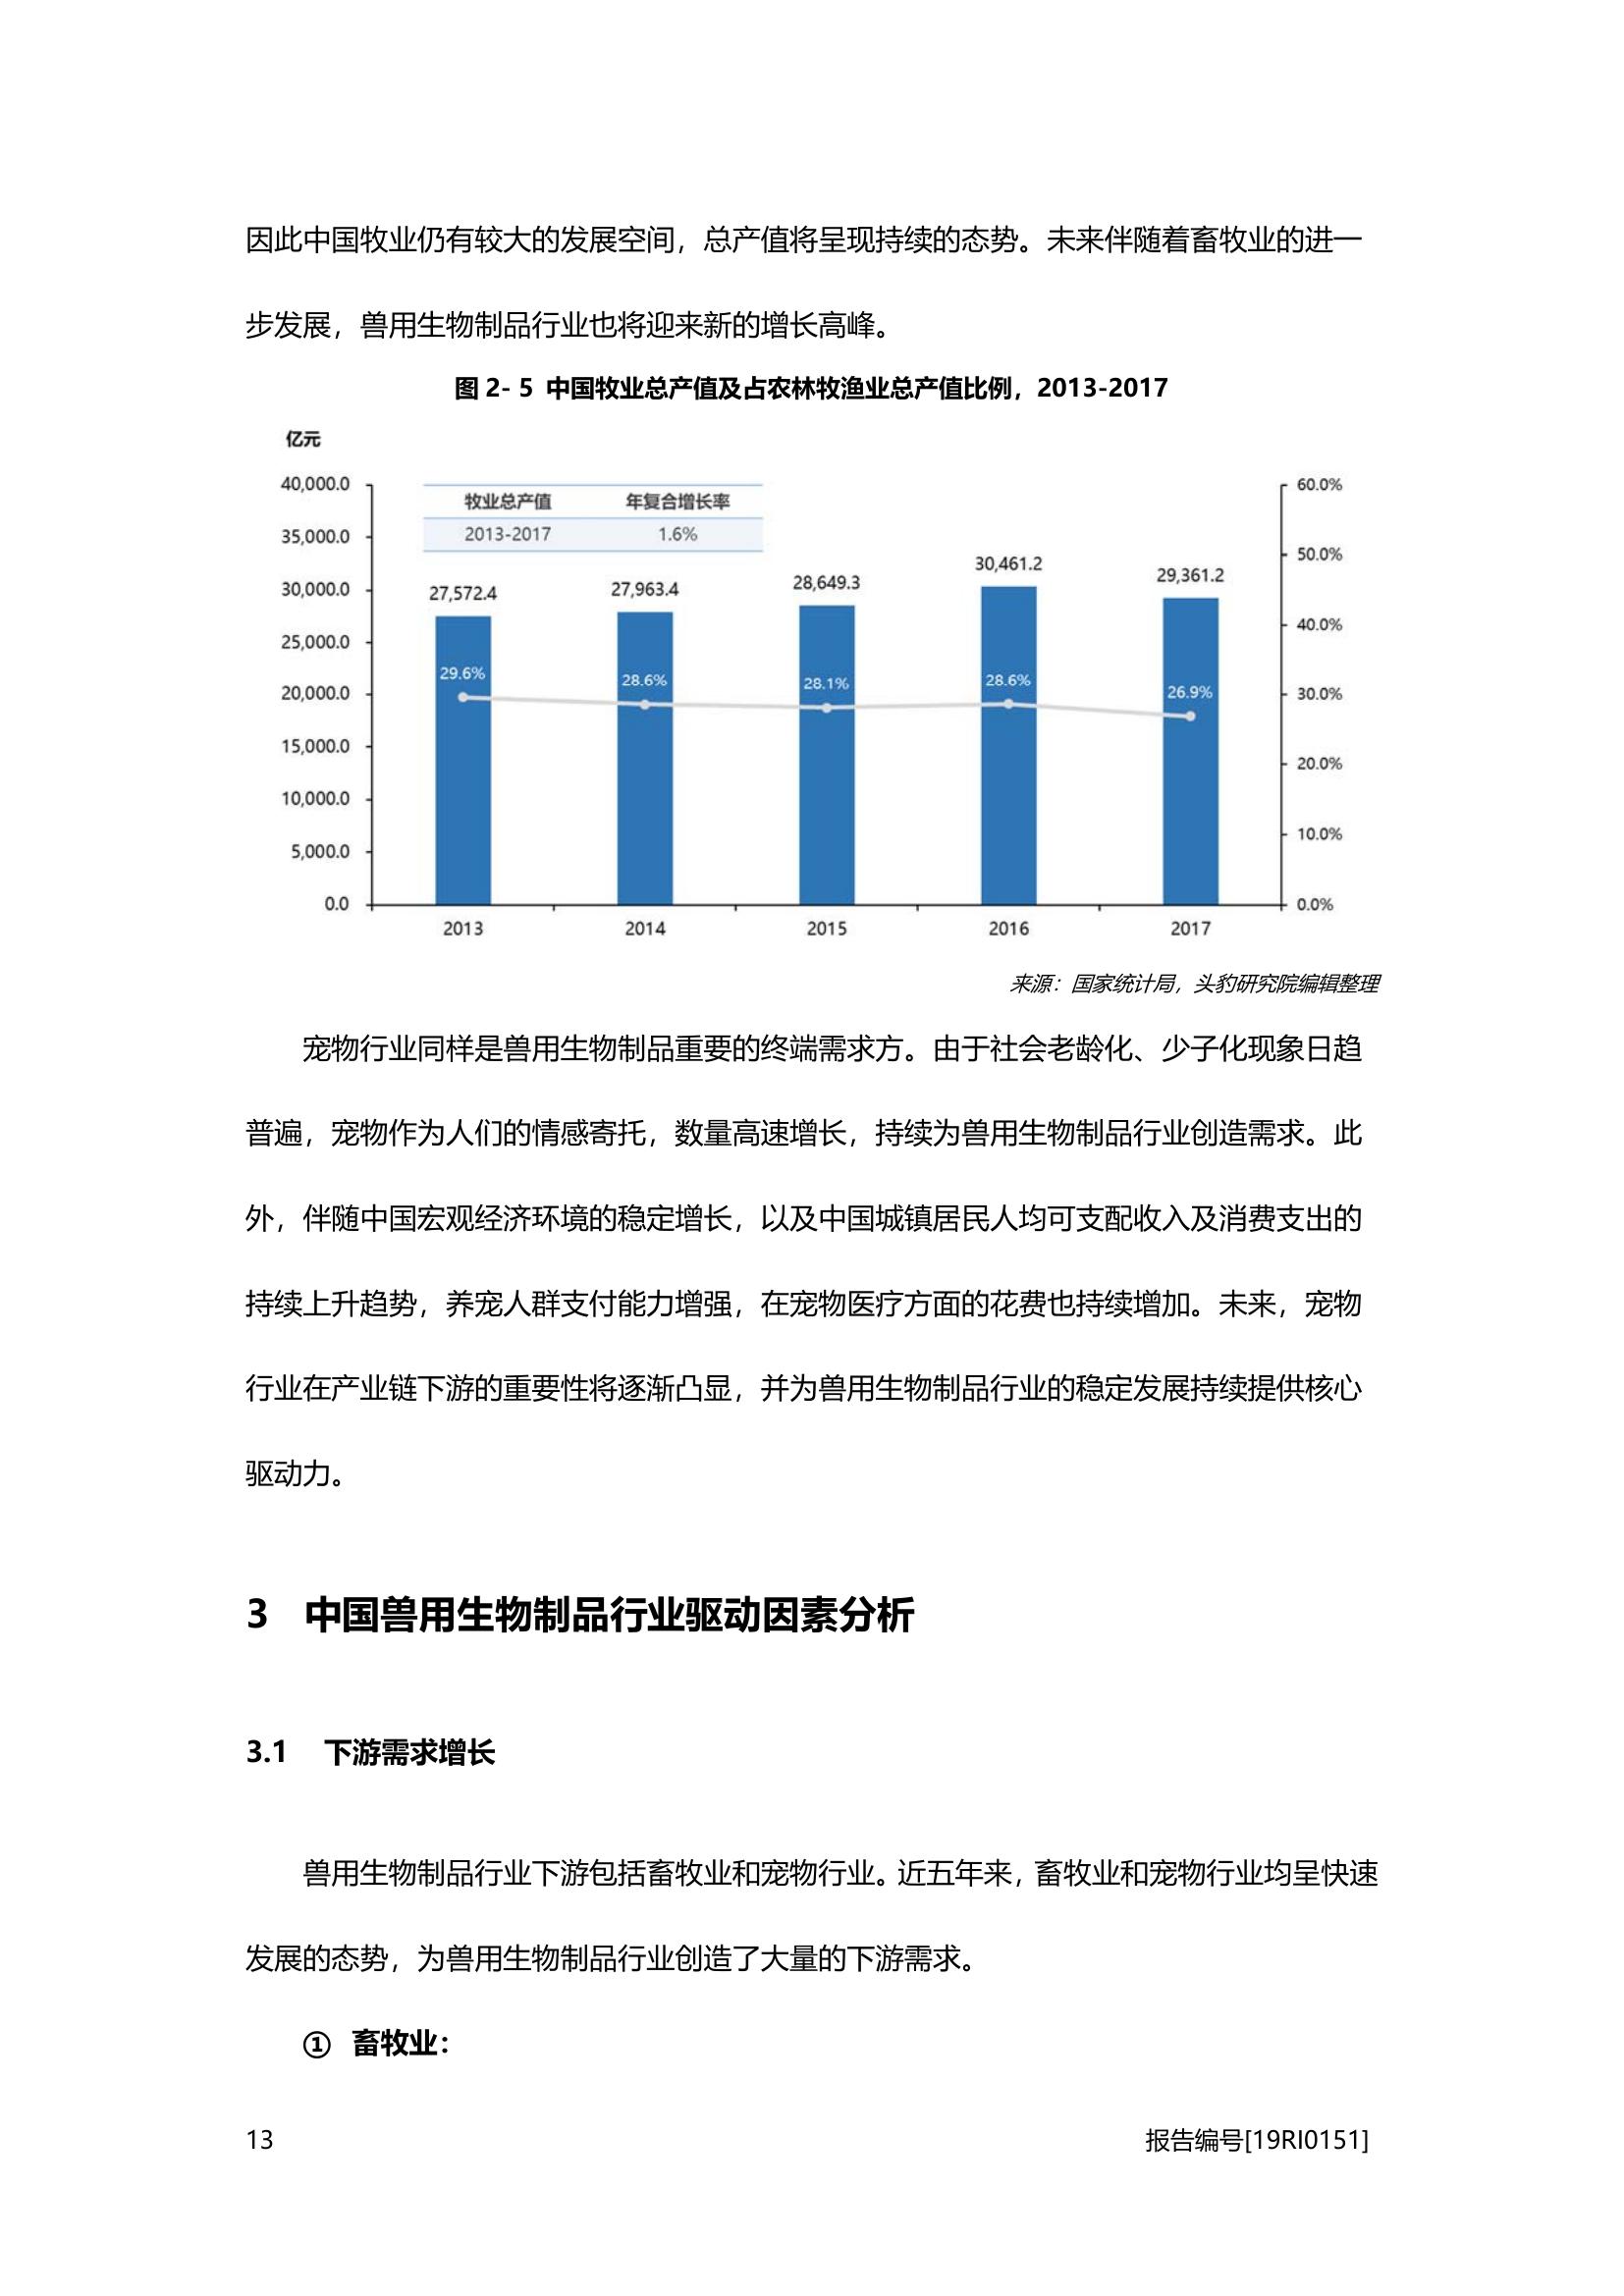 因此中国牧业仍有较大的发展空间，总产值将呈现持续的态势。未来伴随着畜牧业的进一
步发展，兽用生物制品行业也将迎来新的增长高峰。
图 2- 5 中国牧业总产值及占农林牧渔业总产值比例，2013-2017
亿元
40,000.0
35,000.0
30,000.0
25,000.0
20,000.0
15,000.0
10,000.0
5,000.0
0.0
牧业总产值 年复合增长率
2013-2017 1.6%
27,572.4 27,963.4 28,649.3 30,461.2 29,361.2
29.6% 28.6% 28.1% 28.6% 26.9%
60.0%
50.0%
40.0%
30.0%
20.0%
10.0%
0.0%
2013 2014 2015 2016 2017
来源：国家统计局，头豹研究院编辑整理
宠物行业同样是兽用生物制品重要的终端需求方。由于社会老龄化、少子化现象日趋
普遍，宠物作为人们的情感寄托，数量高速增长，持续为兽用生物制品行业创造需求。此
外，伴随中国宏观经济环境的稳定增长，以及中国城镇居民人均可支配收入及消费支出的
持续上升趋势，养宠人群支付能力增强，在宠物医疗方面的花费也持续增加。未来，宠物
行业在产业链下游的重要性将逐渐凸显，并为兽用生物制品行业的稳定发展持续提供核心
驱动力。
3 中国兽用生物制品行业驱动因素分析
3.1 下游需求增长
兽用生物制品行业下游包括畜牧业和宠物行业。近五年来，畜牧业和宠物行业均呈快速
发展的态势，为兽用生物制品行业创造了大量的下游需求。
① 畜牧业：
13 报告编号[19RI0151]